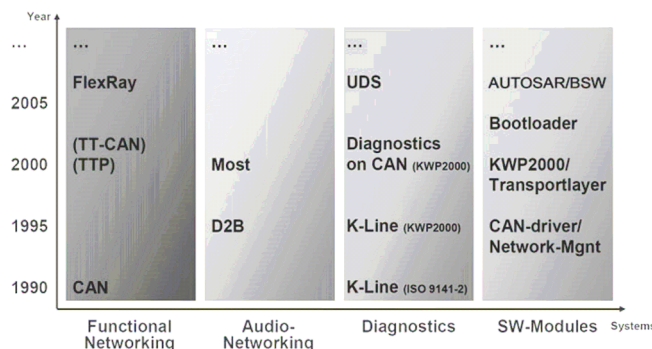 Year
... ... ... ... ...
FlexRay UDS AUTOSAR/BSW
2005
Bootloader
(TT-CAN) Diagnostics
2000 (TTP) Most on CAN (KWP2000) KWP2000/
Transportlayer
1995 D2B K-Line (KWP2000) CAN-driver/
Network-Mgnt
1990 CAN K-Line (ISO 9141-2)
Functional Audio- Diagnostics SW-Modules Systems
Networking Networking